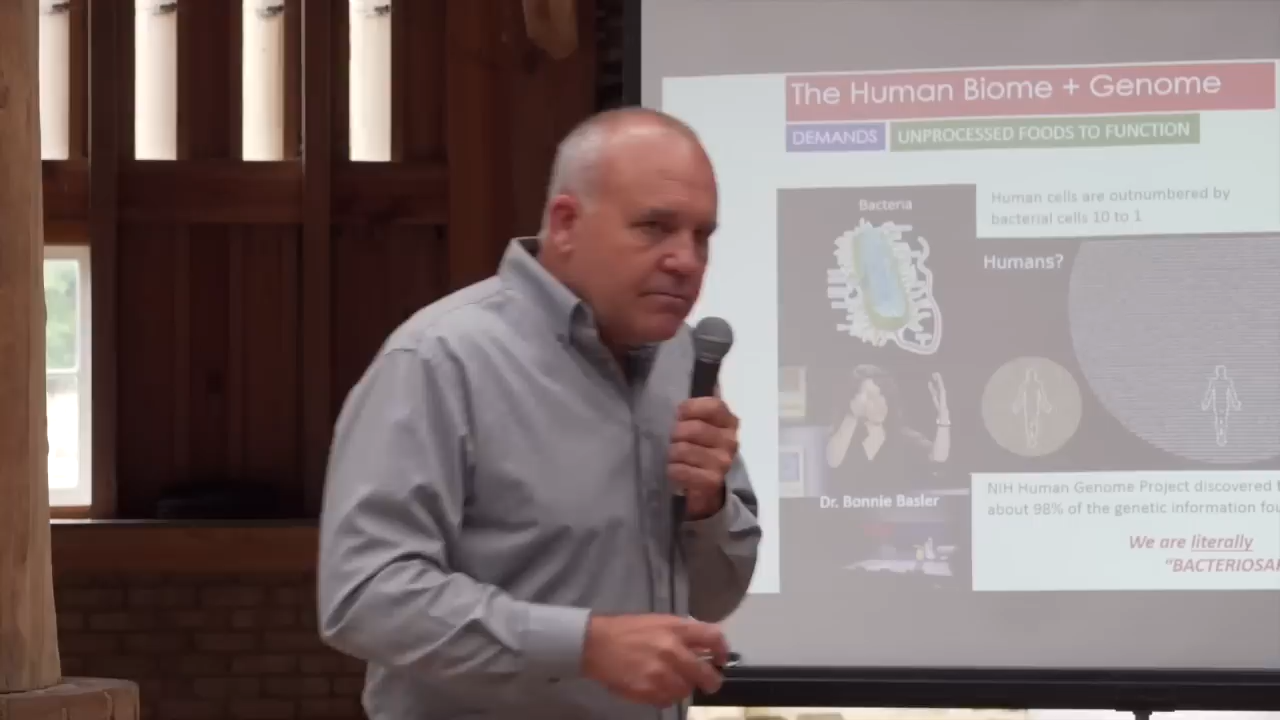 The Human Biome + Genome
DEMANDS
UNPROCESSED FOODS TO FUNCTION
Bacteria
Human cells are outnumbered by
bacterial cells 10 to 1
Humans?
Dr. Bonnie Basler
NIH Human Genome Project discovered
about 98% of the genetic information
We are literally